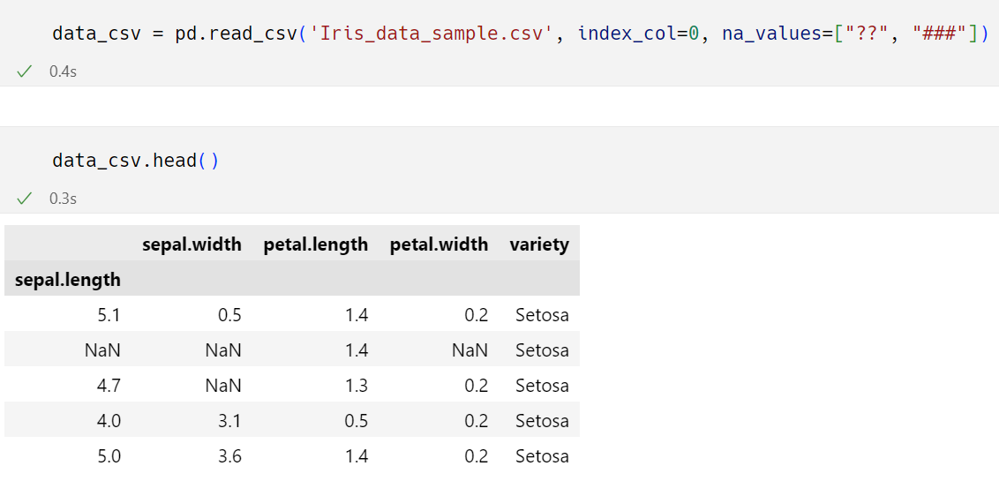 data_csv = pd.read_csv('Iris_data_sample.csv', index_col=0, na_values=["??", "###"])
0.4s
data_csv.head()
0.3s
sepal.width petal.length petal.width variety
sepal.length
5.1 0.5 1.4 0.2 Setosa
NaN NaN 1.4 NaN Setosa
4.7 NaN 1.3 0.2 Setosa
4.0 3.1 0.5 0.2 Setosa
5.0 3.6 1.4 0.2 Setosa